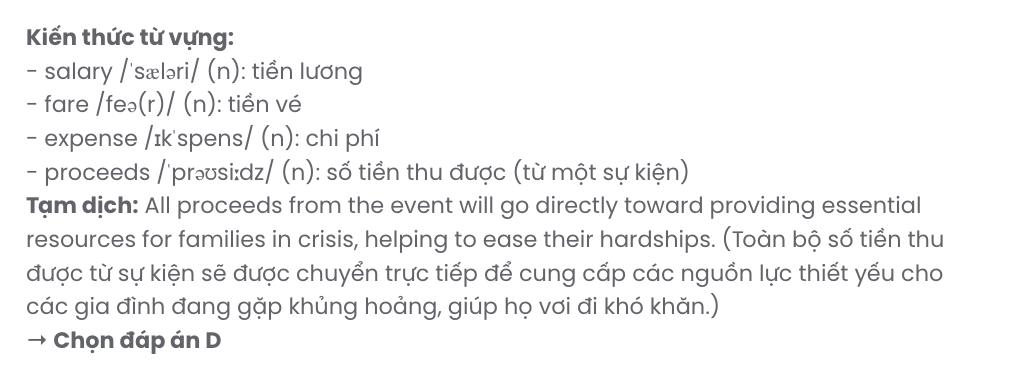 Kiến thức từ vựng:
- salary /ˈsæləri/ (n): tiền lương
- fare /feə(r)/ (n): tiền vé
- expense /ɪkˈspens/ (n): chi phí
- proceeds /ˈprəʊsiːdz/ (n): số tiền thu được (từ một sự kiện)
Tạm dịch: All proceeds from the event will go directly toward providing essential
resources for families in crisis, helping to ease their hardships. (Toàn bộ số tiền thu
được từ sự kiện sẽ được chuyển trực tiếp để cung cấp các nguồn lực thiết yếu cho
các gia đình đang gặp khủng hoảng, giúp họ vơi đi khó khăn.)
→ Chọn đáp án D